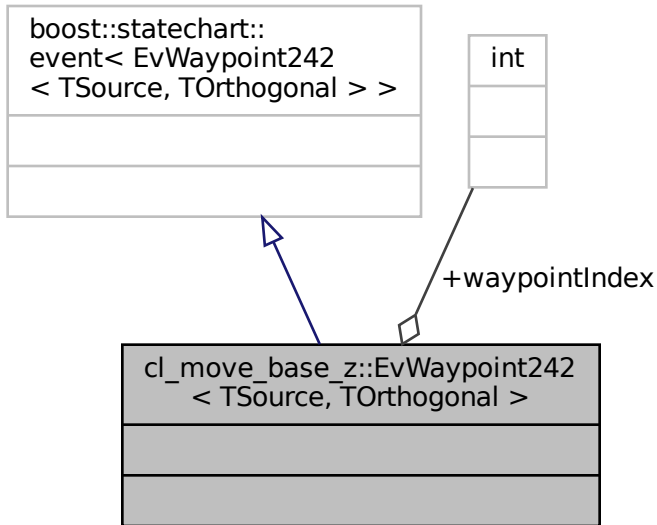 boost::statechart::
event< EvWaypoint242
< TSource, TOrthogonal > >
int
+waypointIndex
cl_move_base_z::EvWaypoint242
< TSource, TOrthogonal >